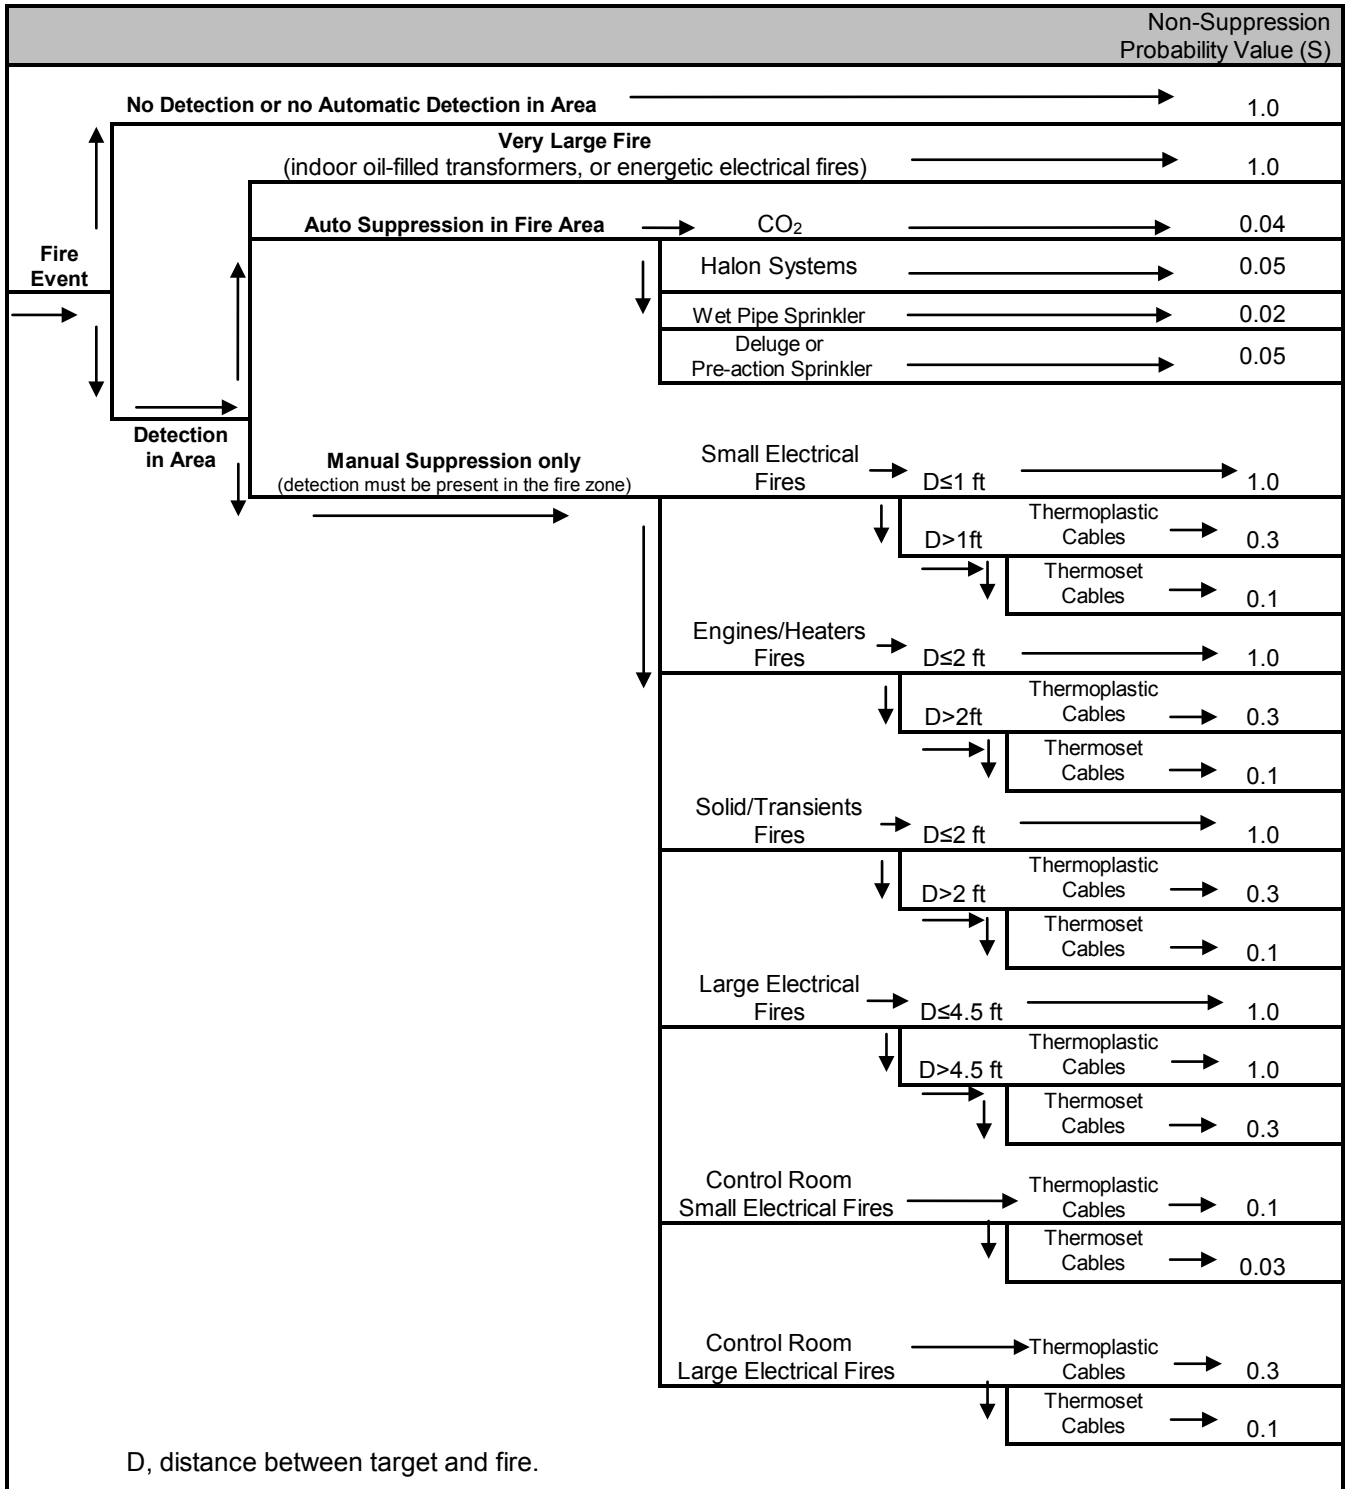 Non-Suppression
Probability Value (S)
No Detection or no Automatic Detection in Area
1.0
Very Large Fire
(indoor oil-filled transformers, or energetic electrical fires)
1.0
Auto Suppression in Fire Area
CO₂
0.04
Fire
Event
Halon Systems
0.05
Wet Pipe Sprinkler
0.02
Deluge or
Pre-action Sprinkler
0.05
Detection
in Area
Manual Suppression only
(detection must be present in the fire zone)
Small Electrical
Fires
D≤1 ft
1.0
D>1ft
Thermoplastic
Cables
0.3
Thermoset
Cables
0.1
Engines/Heaters
Fires
D≤2 ft
1.0
D>2ft
Thermoplastic
Cables
0.3
Thermoset
Cables
0.1
Solid/Transients
Fires
D≤2 ft
1.0
D>2 ft
Thermoplastic
Cables
0.3
Thermoset
Cables
0.1
Large Electrical
Fires
D≤4.5 ft
1.0
D>4.5 ft
Thermoplastic
Cables
1.0
Thermoset
Cables
0.3
Control Room
Small Electrical Fires
Thermoplastic
Cables
0.1
Thermoset
Cables
0.03
Control Room
Large Electrical Fires
Thermoplastic
Cables
0.3
Thermoset
Cables
0.1
D, distance between target and fire.